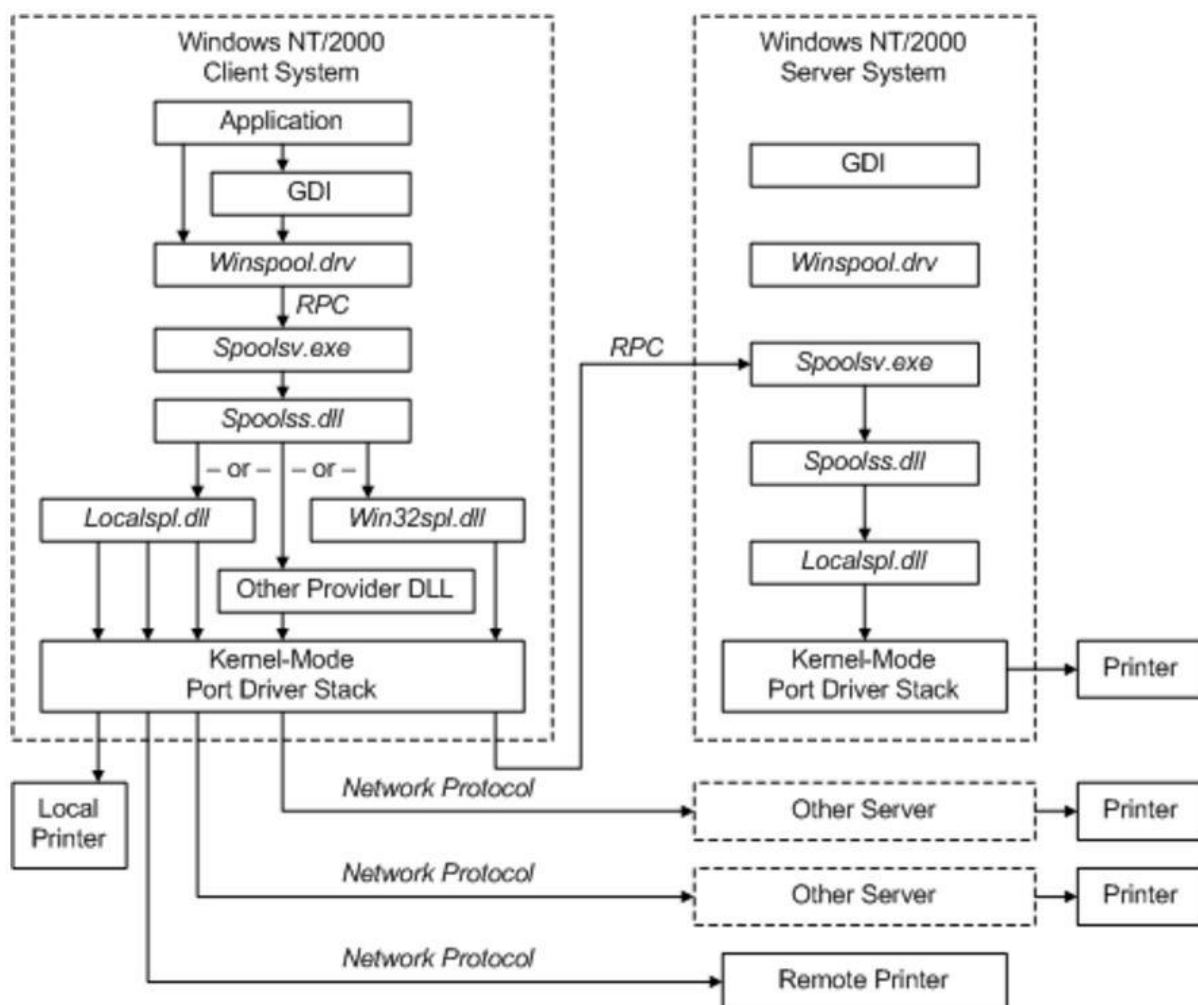 Windows NT/2000
Client System
Application
GDI
Winspool.drv
RPC
Spoolsv.exe
Spoolss.dll
– or –
– or –
Localspl.dll
Win32spl.dll
Other Provider DLL
Kernel-Mode
Port Driver Stack
Windows NT/2000
Server System
GDI
Winspool.drv
RPC
Spoolsv.exe
Spoolss.dll
Localspl.dll
Kernel-Mode
Port Driver Stack
Printer
Local
Printer
Network Protocol
Other Server
Printer
Network Protocol
Other Server
Printer
Network Protocol
Remote Printer